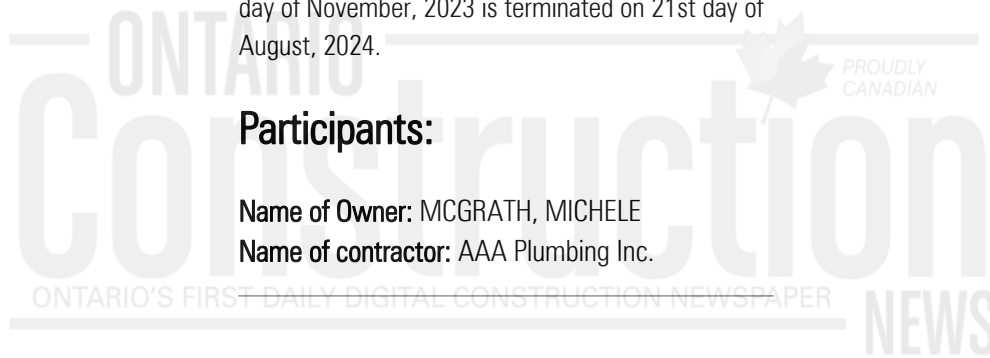 day of November, 2023 is terminated on 21st day of
August, 2024.
ONTARIO
PROUDLY
CANADIAN
Construction
Participants:
Name of Owner: MCGRATH, MICHELE
Name of contractor: AAA Plumbing Inc.
ONTARIO'S FIRST DAILY DIGITAL CONSTRUCTION NEWSPAPER
NEWS